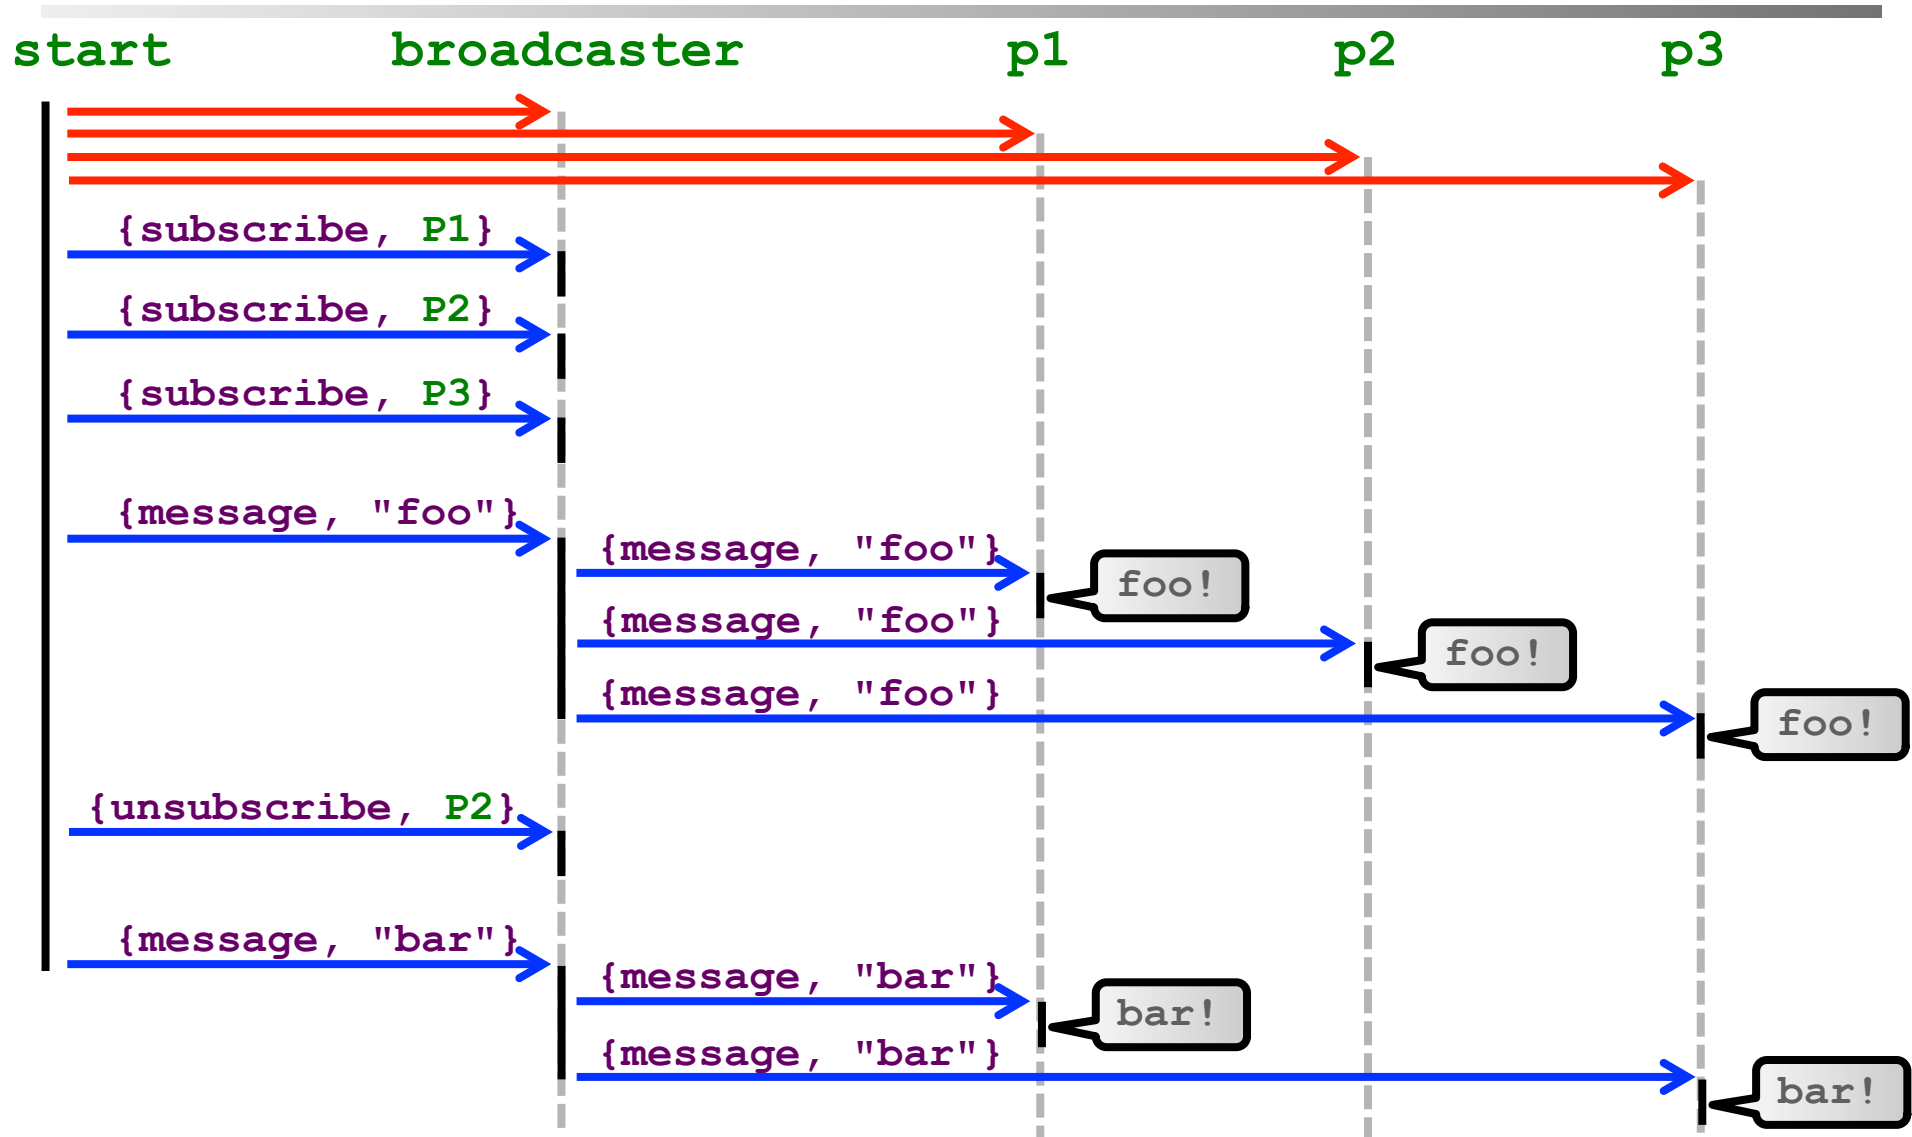 start broadcaster p1 p2 p3
{subscribe, P1}
{subscribe, P2}
{subscribe, P3}
{message, "foo"}
{message, "foo"}
foo!
{message, "foo"}
foo!
{message, "foo"}
foo!
{unsubscribe, P2}
{message, "bar"}
{message, "bar"}
bar!
{message, "bar"}
bar!